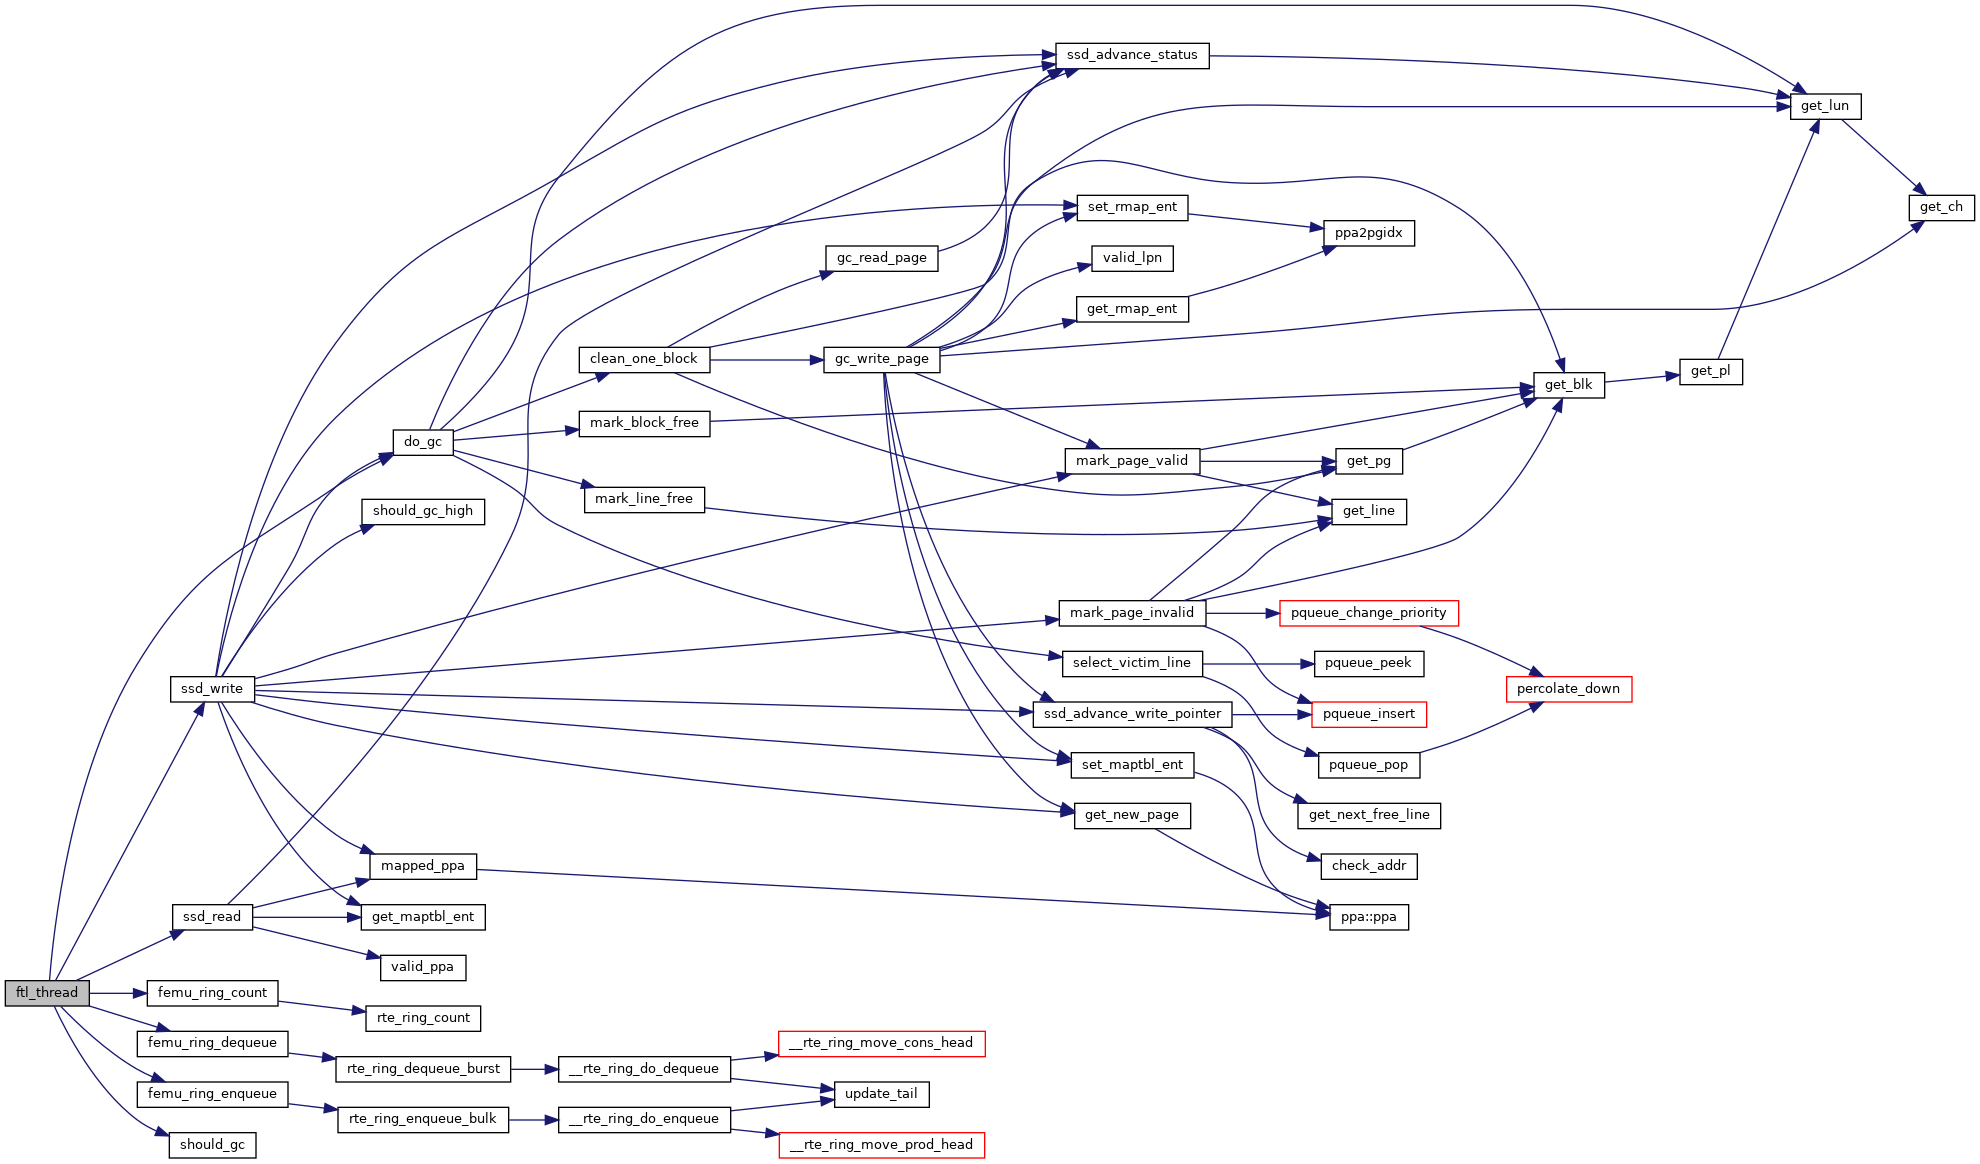 ftl_thread
ssd_write
ssd_read
femu_ring_count
femu_ring_dequeue
femu_ring_enqueue
should_gc
do_gc
should_gc_high
mapped_ppa
get_maptbl_ent
valid_ppa
rte_ring_count
rte_ring_dequeue_burst
rte_ring_enqueue_bulk
clean_one_block
mark_block_free
mark_line_free
__rte_ring_do_dequeue
__rte_ring_do_enqueue
gc_read_page
gc_write_page
__rte_ring_move_cons_head
update_tail
__rte_ring_move_prod_head
ssd_advance_status
set_rmap_ent
valid_lpn
get_rmap_ent
mark_page_valid
mark_page_invalid
select_victim_line
ssd_advance_write_pointer
set_maptbl_ent
get_new_page
ppa2pgidx
get_pg
get_line
pqueue_change_priority
pqueue_peek
pqueue_insert
pqueue_pop
get_next_free_line
check_addr
ppa::ppa
get_blk
percolate_down
get_pl
get_lun
get_ch